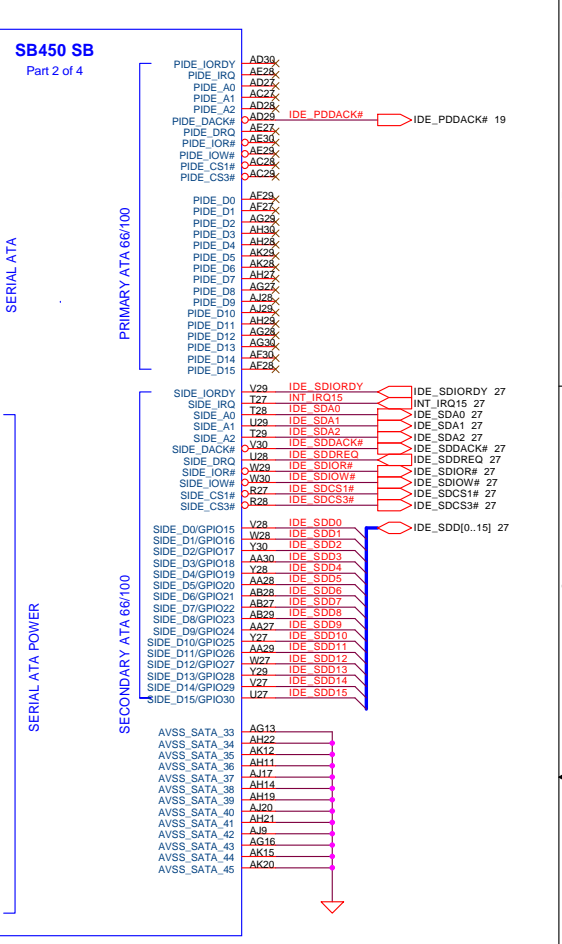 SB450 SB
Part 2 of 4
SERIAL ATA
PRIMARY ATA 66/100
PIDE_IORDY AD30
PIDE_IRQ AE28
PIDE_A0 AD27
PIDE_A1 AC27
PIDE_A2 AD28
PIDE_DACK# AD29 IDE_PDDACK# IDE_PDDACK# 19
PIDE_DRQ AE27
PIDE_IOR# AE30
PIDE_IOW# AE29
PIDE_CS1# AC28
PIDE_CS3# AC29
PIDE_D0 AF29
PIDE_D1 AF27
PIDE_D2 AG29
PIDE_D3 AH30
PIDE_D4 AH28
PIDE_D5 AK29
PIDE_D6 AK28
PIDE_D7 AH27
PIDE_D8 AG27
PIDE_D9 AJ28
PIDE_D10 AJ29
PIDE_D11 AH29
PIDE_D12 AG28
PIDE_D13 AG30
PIDE_D14 AF30
PIDE_D15 AF28
SERIAL ATA POWER
SECONDARY ATA 66/100
SIDE_IORDY V29 IDE_SDIORDY IDE_SDIORDY 27
SIDE_IRQ T27 INT_IRQ15 INT_IRQ15 27
SIDE_A0 T28 IDE_SDA0 IDE_SDA0 27
SIDE_A1 U29 IDE_SDA1 IDE_SDA1 27
SIDE_A2 T29 IDE_SDA2 IDE_SDA2 27
SIDE_DACK# V30 IDE_SDDACK# IDE_SDDACK# 27
SIDE_DRQ U28 IDE_SDDREQ IDE_SDDREQ 27
SIDE_IOR# W29 IDE_SDIOR# IDE_SDIOR# 27
SIDE_IOW# W30 IDE_SDIOW# IDE_SDIOW# 27
SIDE_CS1# R27 IDE_SDCS1# IDE_SDCS1# 27
SIDE_CS3# R28 IDE_SDCS3# IDE_SDCS3# 27
SIDE_D0/GPIO15 V28 IDE_SDD0 IDE_SDD[0..15] 27
SIDE_D1/GPIO16 W28 IDE_SDD1
SIDE_D2/GPIO17 Y30 IDE_SDD2
SIDE_D3/GPIO18 AA30 IDE_SDD3
SIDE_D4/GPIO19 Y28 IDE_SDD4
SIDE_D5/GPIO20 AA28 IDE_SDD5
SIDE_D6/GPIO21 AB28 IDE_SDD6
SIDE_D7/GPIO22 AB27 IDE_SDD7
SIDE_D8/GPIO23 AB29 IDE_SDD8
SIDE_D9/GPIO24 AA27 IDE_SDD9
SIDE_D10/GPIO25 Y27 IDE_SDD10
SIDE_D11/GPIO26 AA29 IDE_SDD11
SIDE_D12/GPIO27 W27 IDE_SDD12
SIDE_D13/GPIO28 Y29 IDE_SDD13
SIDE_D14/GPIO29 V27 IDE_SDD14
SIDE_D15/GPIO30 U27 IDE_SDD15
AVSS_SATA_33 AG13
AVSS_SATA_34 AH22
AVSS_SATA_35 AK12
AVSS_SATA_36 AH11
AVSS_SATA_37 AJ17
AVSS_SATA_38 AH14
AVSS_SATA_39 AH19
AVSS_SATA_40 AJ20
AVSS_SATA_41 AH21
AVSS_SATA_42 AJ9
AVSS_SATA_43 AG16
AVSS_SATA_44 AK15
AVSS_SATA_45 AK20